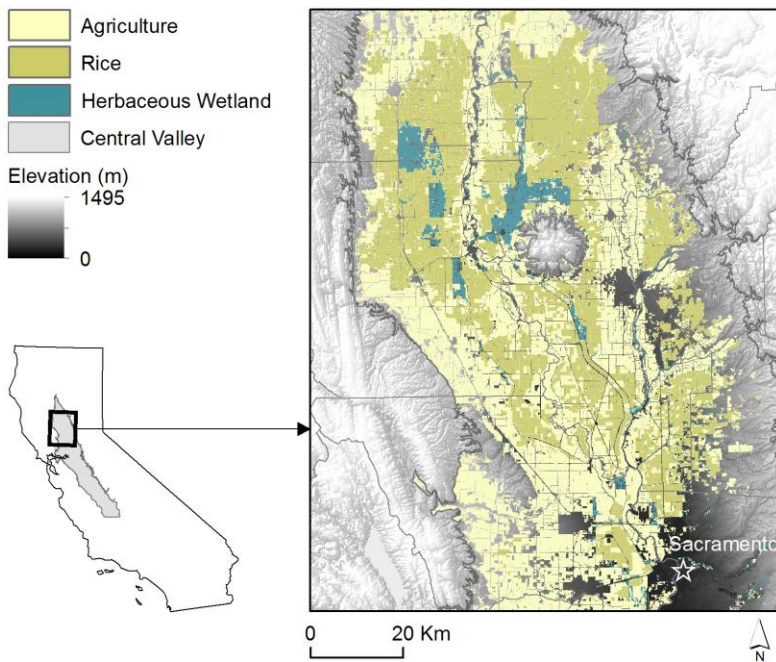 Agriculture
Rice
Herbaceous Wetland
Central Valley
Elevation (m)
1495
0
Sacramento
0 20 Km
N